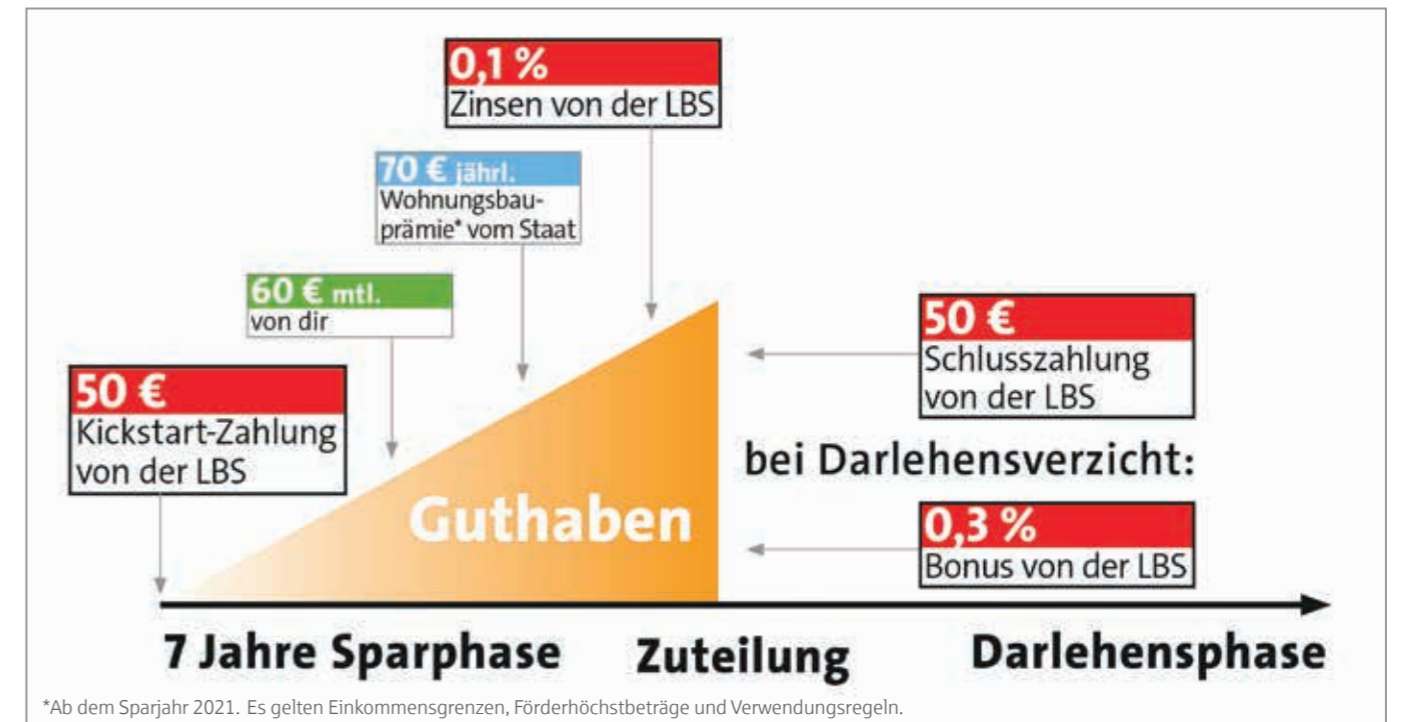 0,1 %
Zinsen von der LBS
70 € jährl.
Wohnungsbau-
prämie* vom Staat
60 € mtl.
von dir
50 €
Kickstart-Zahlung
von der LBS
50 €
Schlusszahlung
von der LBS
bei Darlehensverzicht:
0,3 %
Bonus von der LBS
Guthaben
7 Jahre Sparphase
Zuteilung
Darlehensphase
*Ab dem Sparjahr 2021. Es gelten Einkommensgrenzen, Förderhöchstbeträge und Verwendungsregeln.